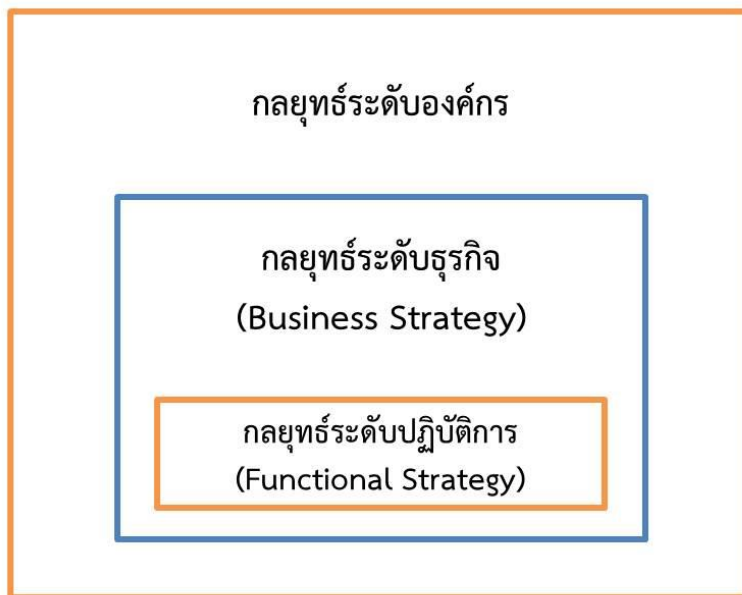 กลยุทธ์ระดับองค์กร
กลยุทธ์ระดับธุรกิจ
(Business Strategy)
กลยุทธ์ระดับปฏิบัติการ
(Functional Strategy)